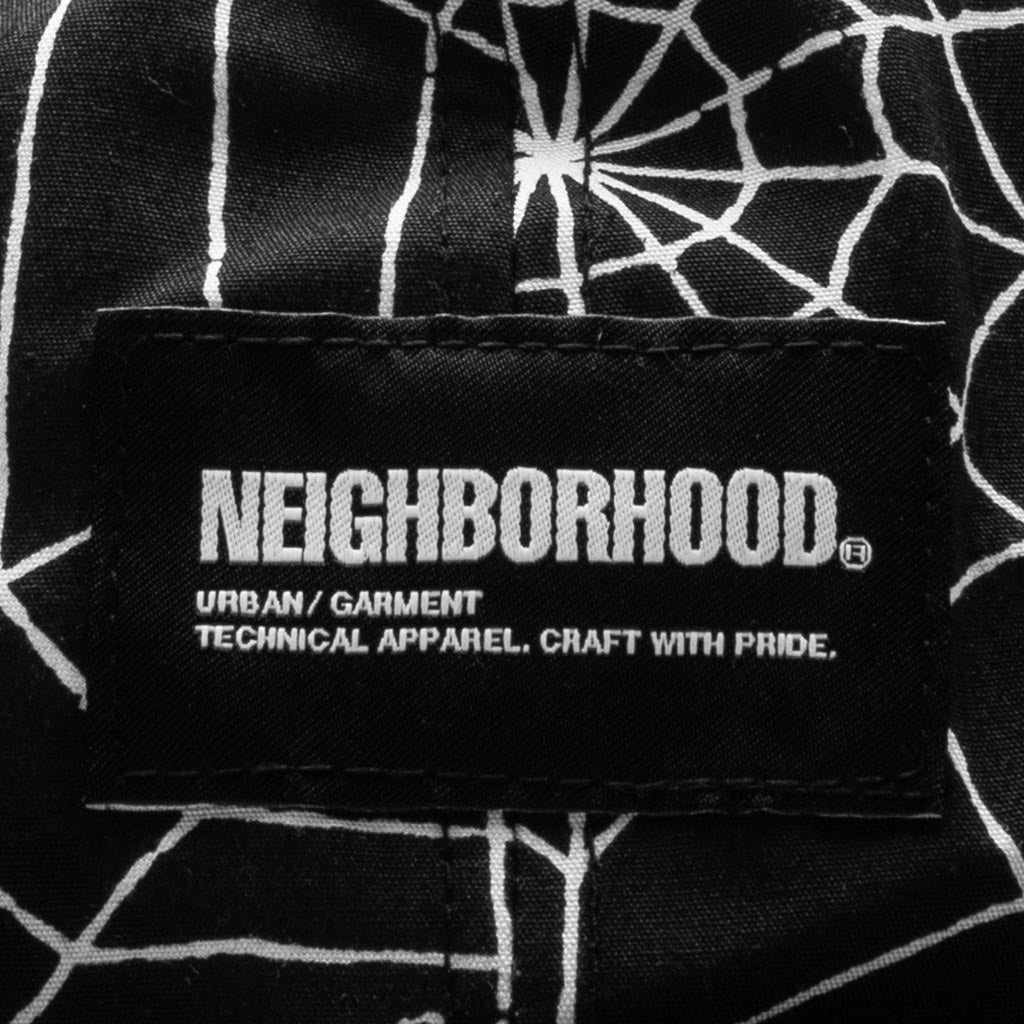 NEIGHBORHOOD®
URBAN/ GARMENT
TECHNICAL APPAREL. CRAFT WITH PRIDE.